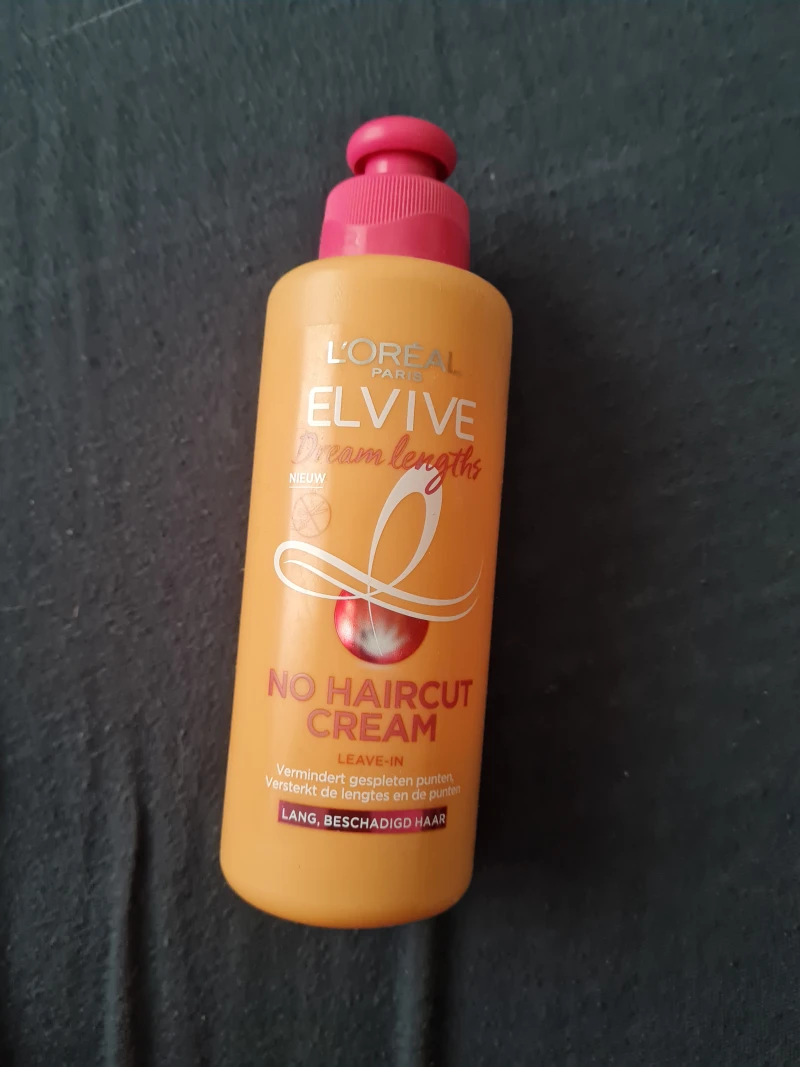 L'ORÉAL
PARIS
ELVIVE
Dream lengths
NIEUW
NO HAIRCUT
CREAM
LEAVE-IN
Vermindert gespleten punten,
Versterkt de lengtes en de punten
LANG, BESCHADIGD HAAR